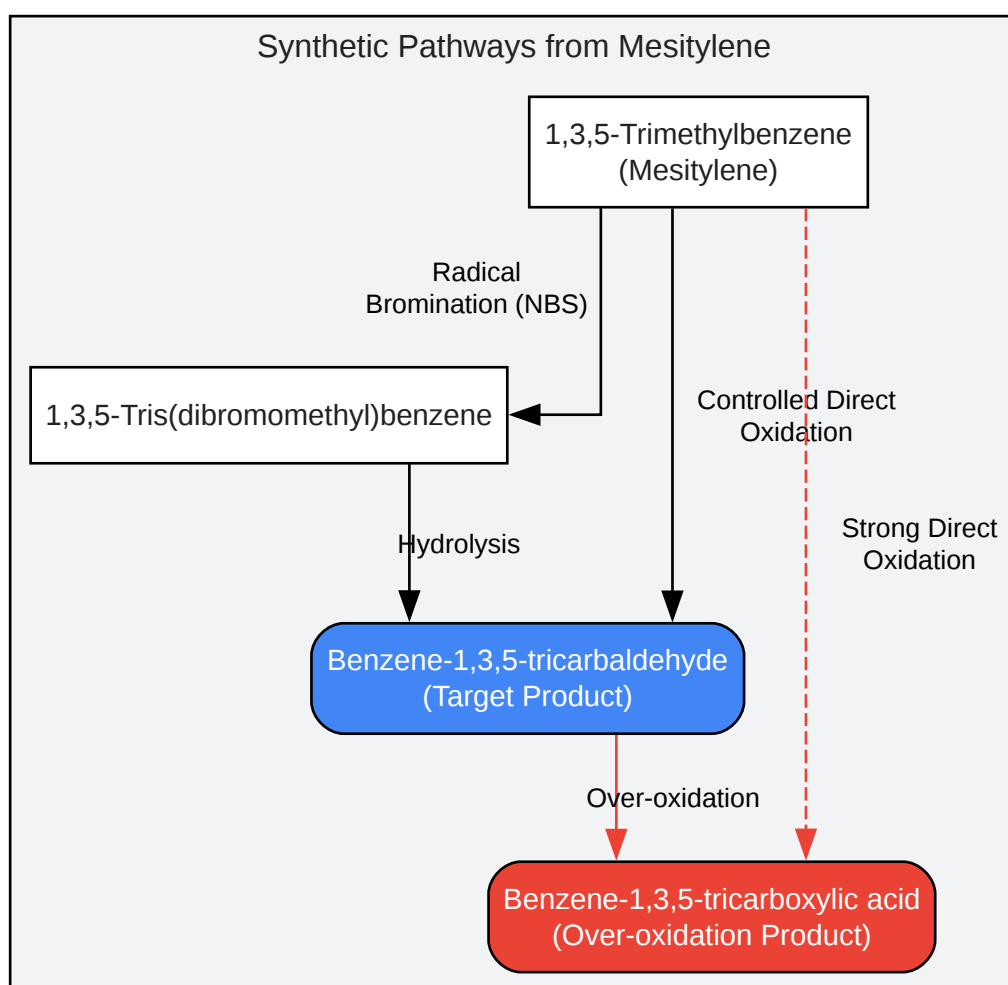 Synthetic Pathways from Mesitylene
1,3,5-Trimethylbenzene
(Mesitylene)
Radical
Bromination (NBS)
1,3,5-Tris(dibromomethyl)benzene
Controlled Direct
Oxidation
Strong Direct
Oxidation
Hydrolysis
Benzene-1,3,5-tricarbaldehyde
(Target Product)
Over-oxidation
Benzene-1,3,5-tricarboxylic acid
(Over-oxidation Product)